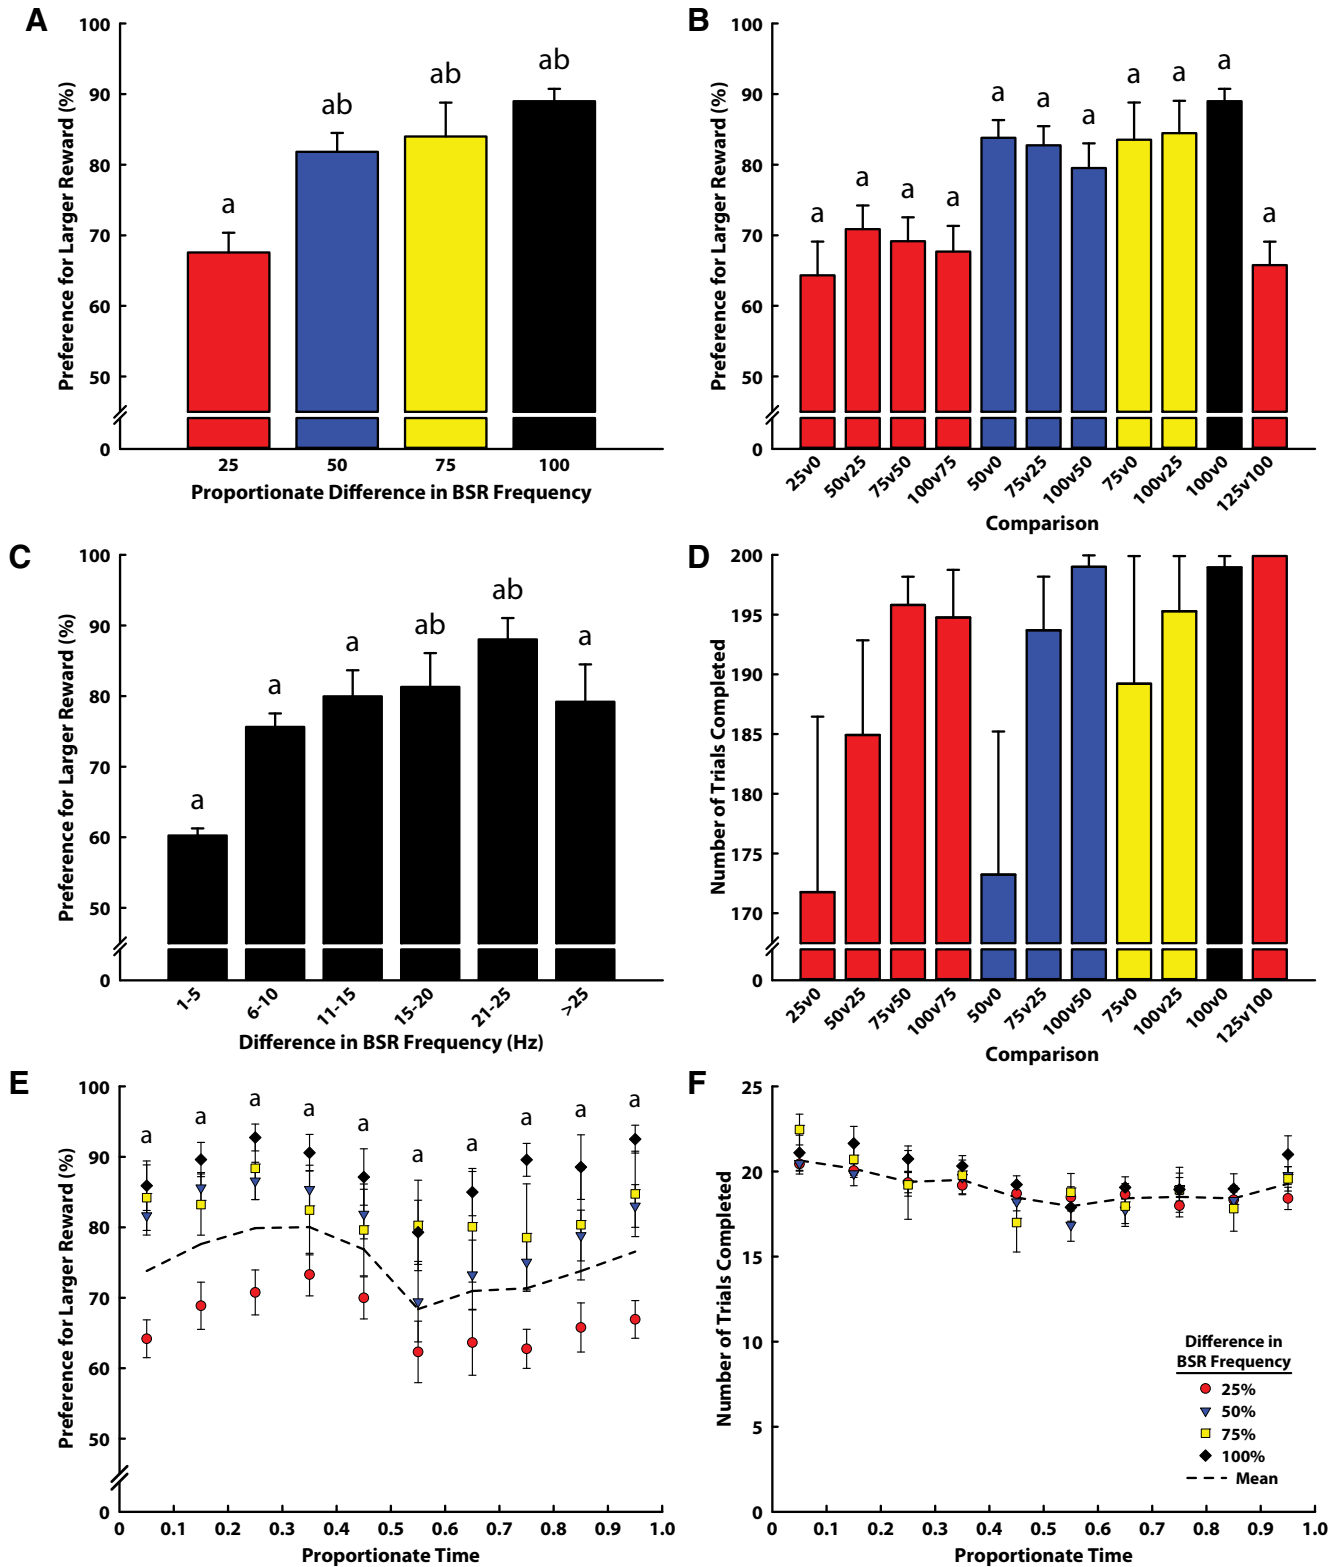 A
100
90
80
70
60
50
0
Preference for Larger Reward (%)
a
ab
ab
ab
25
50
75
100
Proportionate Difference in BSR Frequency
B
100
90
80
70
60
50
0
Preference for Larger Reward (%)
a
a
a
a
a
a
a
a
a
a
a
25v0
50v25
75v50
100v75
50v0
75v25
100v50
75v0
100v25
100v0
125v100
Comparison
C
100
90
80
70
60
50
0
Preference for Larger Reward (%)
a
a
a
ab
ab
a
1-5
6-10
11-15
15-20
21-25
>25
Difference in BSR Frequency (Hz)
D
200
195
190
185
180
175
170
0
Number of Trials Completed
25v0
50v25
75v50
100v75
50v0
75v25
100v50
75v0
100v25
100v0
125v100
Comparison
E
100
90
80
70
60
50
0
Preference for Larger Reward (%)
a
a
a
a
a
a
a
a
a
a
0
0.1
0.2
0.3
0.4
0.5
0.6
0.7
0.8
0.9
1.0
Proportionate Time
F
25
20
15
10
5
0
Number of Trials Completed
Difference in
BSR Frequency
25%
50%
75%
100%
Mean
0
0.1
0.2
0.3
0.4
0.5
0.6
0.7
0.8
0.9
1.0
Proportionate Time